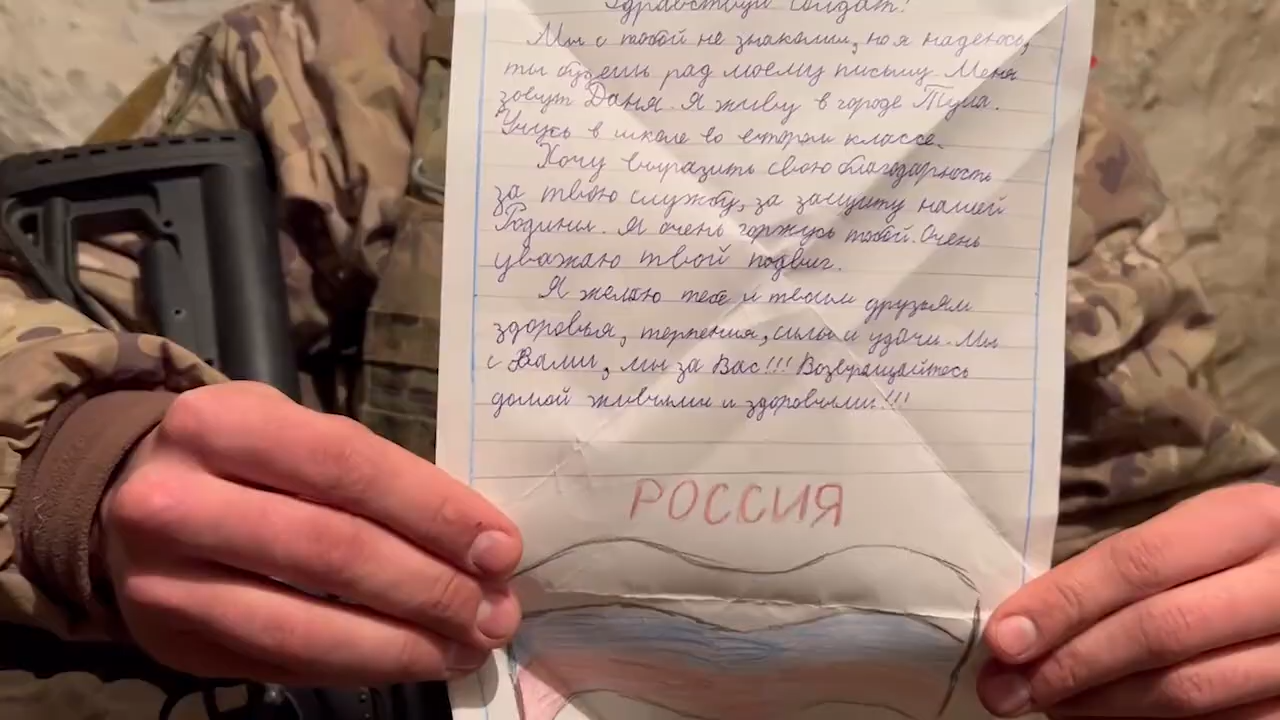 Здравствуй Солдат!
Мы с тобой не знакомы, но я надеюсь,
ты будешь рад моему письму. Меня
зовут Даня. Я живу в городе Тула.
Учусь в школе во втором классе.
Хочу выразить свою благодарность
за твою службу, за защиту нашей
Родины. Я очень горжусь тобой. Очень
уважаю твой подвиг.
Я желаю тебе и твоим друзьям
здоровья, терпения, силы и удачи. Мы
с Вами, мы за Вас!!! Возвращайтесь
домой живыми и здоровыми!!!
РОССИЯ